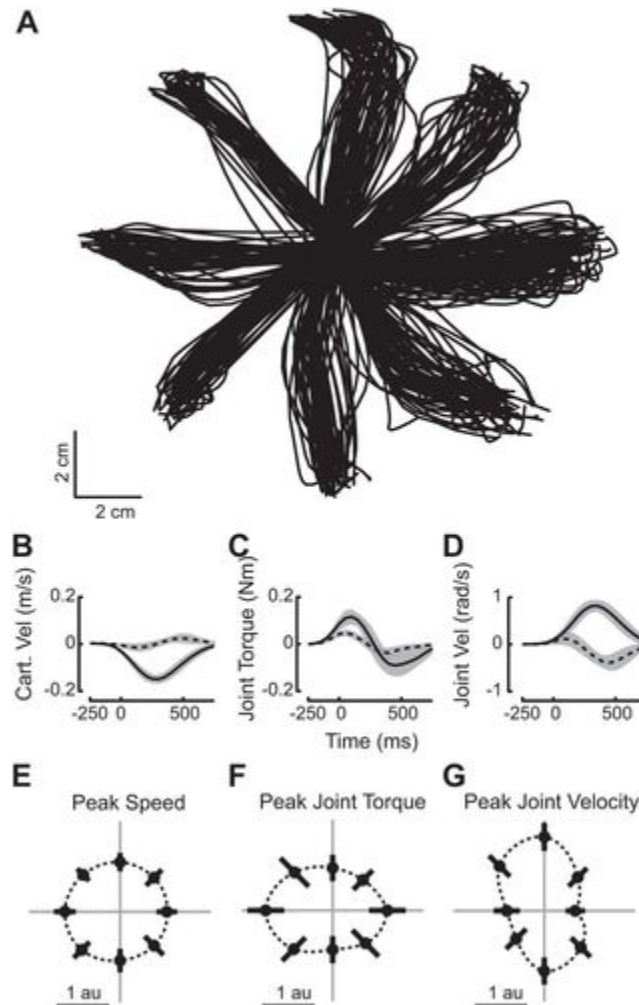 A
2 cm
2 cm
B
C
D
Cart. Vel (m/s)
0.2
0
-0.2
-250 0 500
Joint Torque (Nm)
0.2
0
-0.2
-250 0 500
Joint Vel (rad/s)
1
0
-1
-250 0 500
Time (ms)
E
F
G
Peak Speed
Peak Joint Torque
Peak Joint Velocity
1 au
1 au
1 au